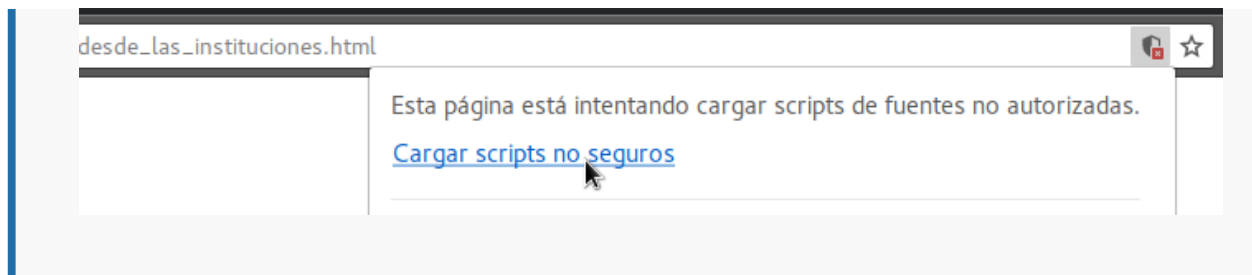 desde_las_instituciones.html
Esta página está intentando cargar scripts de fuentes no autorizadas.
Cargar scripts no seguros